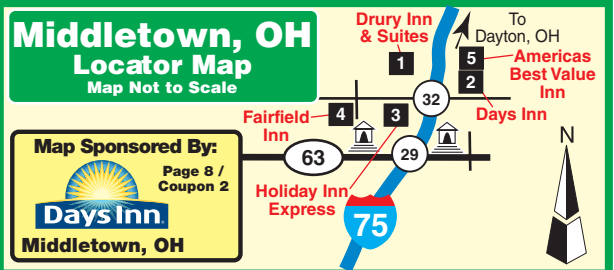 Middletown, OH
Locator Map
Map Not to Scale
Drury Inn
& Suites
To
Dayton, OH
1
5
Americas
Best Value
Inn
2
Days Inn
32
4
3
Fairfield
Inn
N
63
29
Holiday Inn
Express
75
Map Sponsored By:
Page 8 /
Coupon 2
Days Inn
Middletown, OH